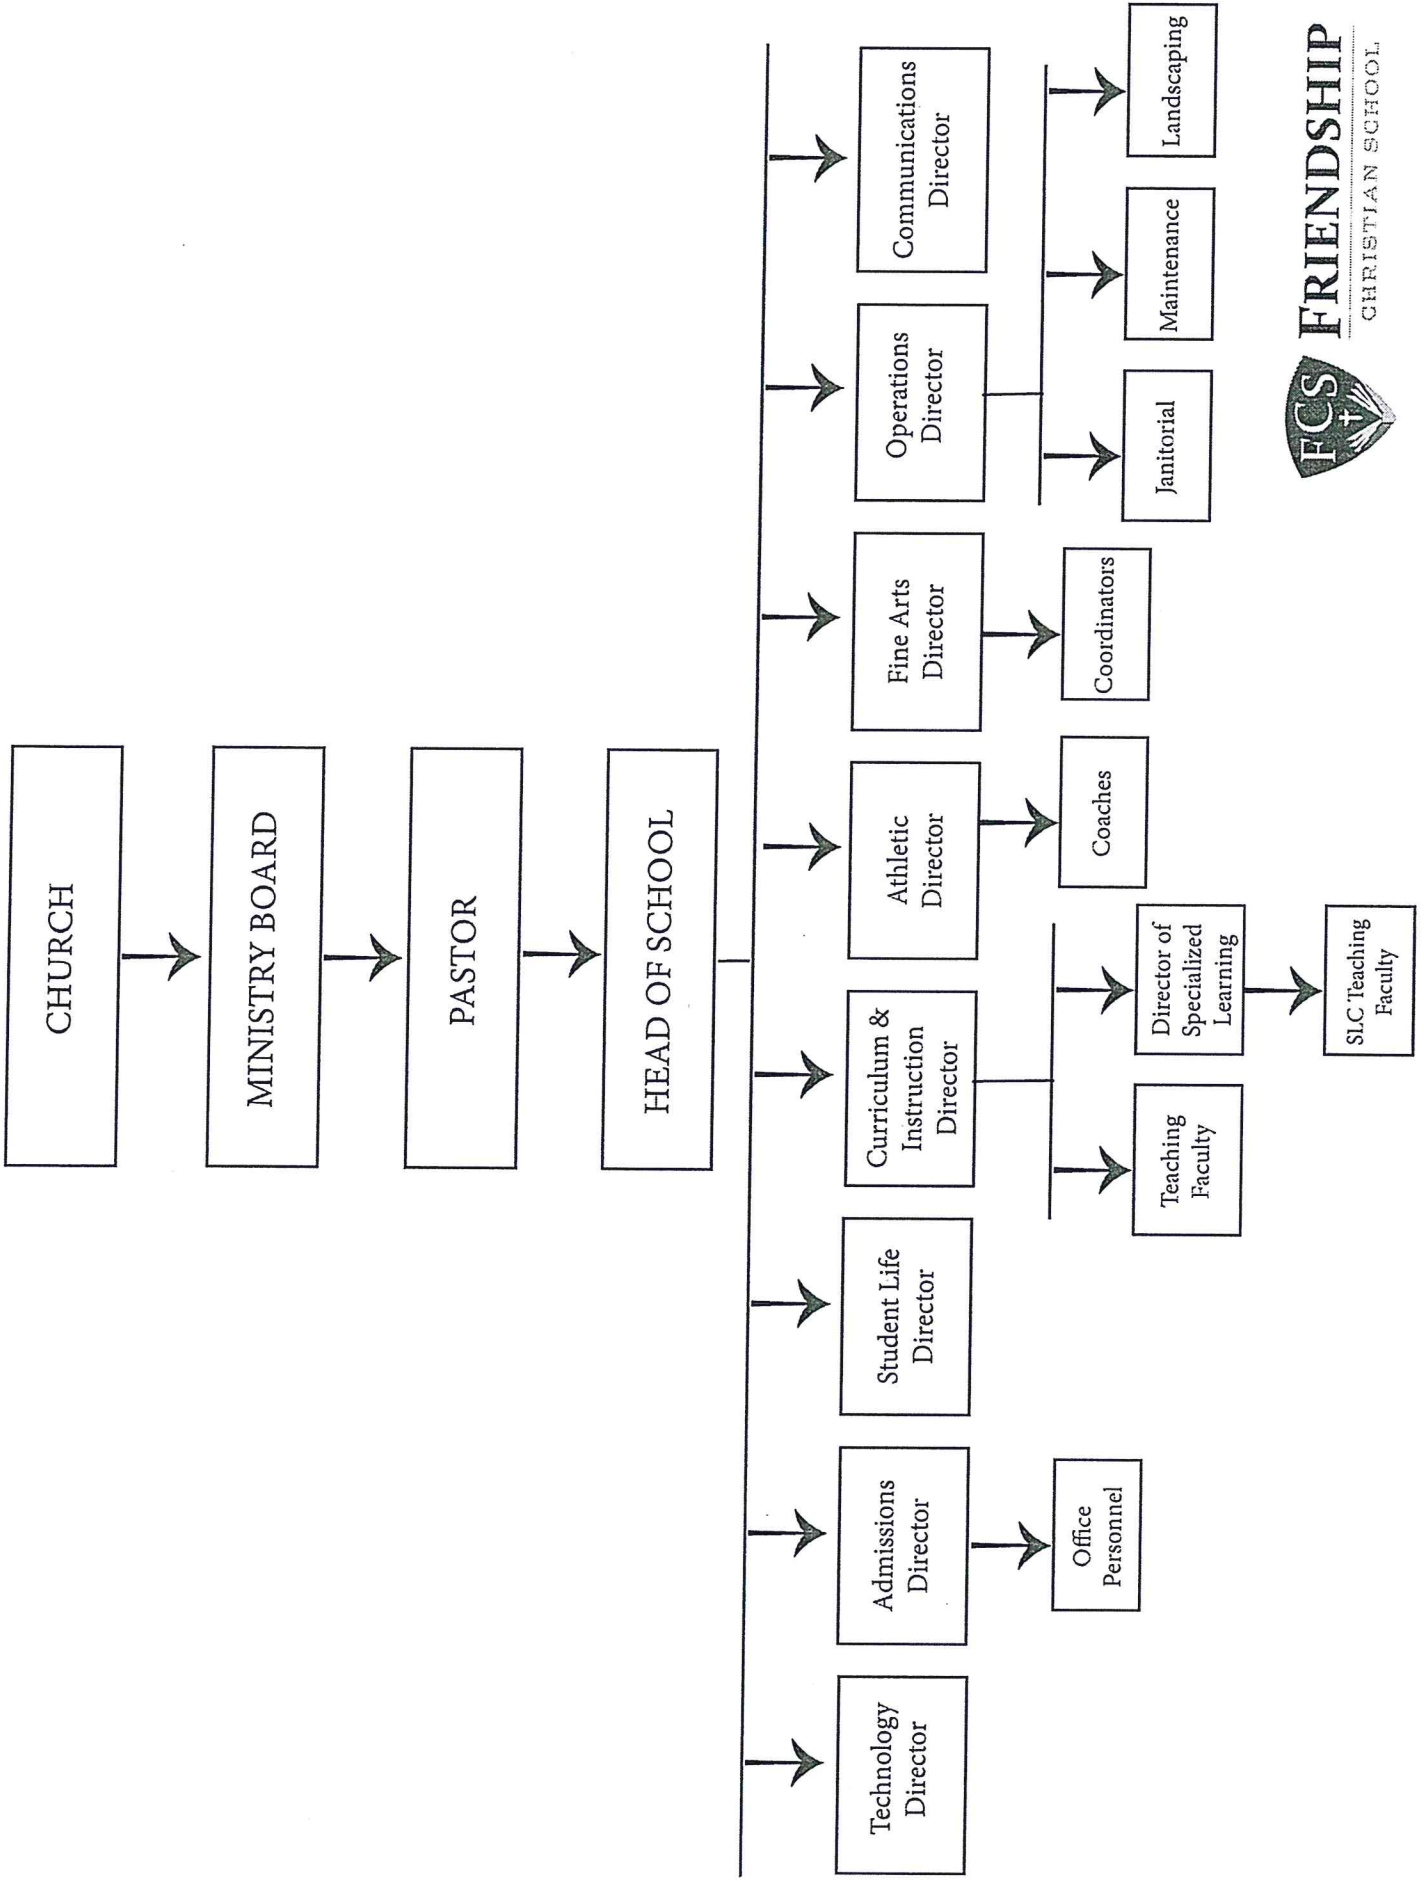 CHURCH
MINISTRY BOARD
PASTOR
HEAD OF SCHOOL
Technology
Director
Admissions
Director
Student Life
Director
Curriculum &
Instruction
Director
Athletic
Director
Fine Arts
Director
Operations
Director
Communications
Director
Office
Personnel
Teaching
Faculty
Director of
Specialized
Learning
SLC Teaching
Faculty
Coaches
Coordinators
Janitorial
Maintenance
Landscaping
FCS
FRIENDSHIP
CHRISTIAN SCHOOL